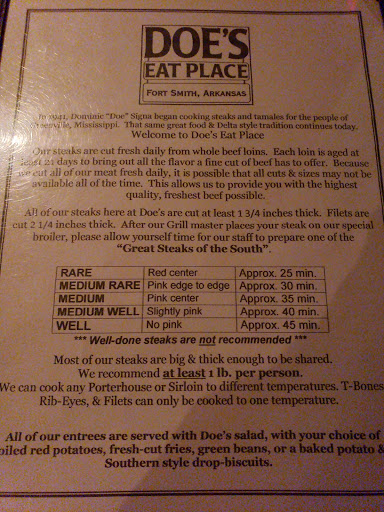 DOE'S
EAT PLACE
FORT SMITH, ARKANSAS
In 1941, Dominic "Doe" Signa began cooking steaks and tamales for the people of
Greenville, Mississippi. That same great food & Delta style tradition continues today.
Welcome to Doe's Eat Place
Our steaks are cut fresh daily from whole beef loins. Each loin is aged at
least 21 days to bring out all the flavor a fine cut of beef has to offer. Because
we cut all of our meat fresh daily, it is possible that all cuts & sizes may not be
available all of the time. This allows us to provide you with the highest
quality, freshest beef possible.
All of our steaks here at Doe's are cut at least 1 3/4 inches thick. Filets are
cut 2 1/4 inches thick. After our Grill master places your steak on our special
broiler, please allow yourself time for our staff to prepare one of the
"Great Steaks of the South".
RARE Red center Approx. 25 min.
MEDIUM RARE Pink edge to edge Approx. 30 min.
MEDIUM Pink center Approx. 35 min.
MEDIUM WELL Slightly pink Approx. 40 min.
WELL No pink Approx. 45 min.
*** Well-done steaks are not recommended ***
Most of our steaks are big & thick enough to be shared.
We recommend at least 1 lb. per person.
We can cook any Porterhouse or Sirloin to different temperatures. T-Bones,
Rib-Eyes, & Filets can only be cooked to one temperature.
All of our entrees are served with Doe's salad, with your choice of
boiled red potatoes, fresh-cut fries, green beans, or a baked potato &
Southern style drop-biscuits.